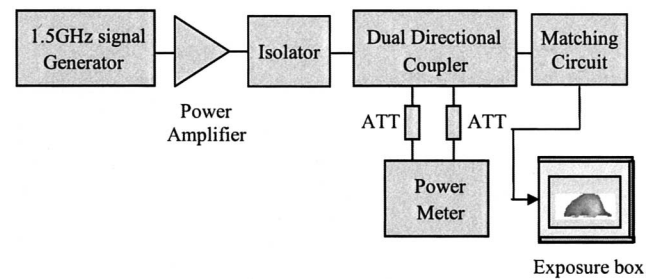 1.5GHz signal
Generator
Power
Amplifier
Isolator
Dual Directional
Coupler
Matching
Circuit
ATT
ATT
Power
Meter
Exposure box